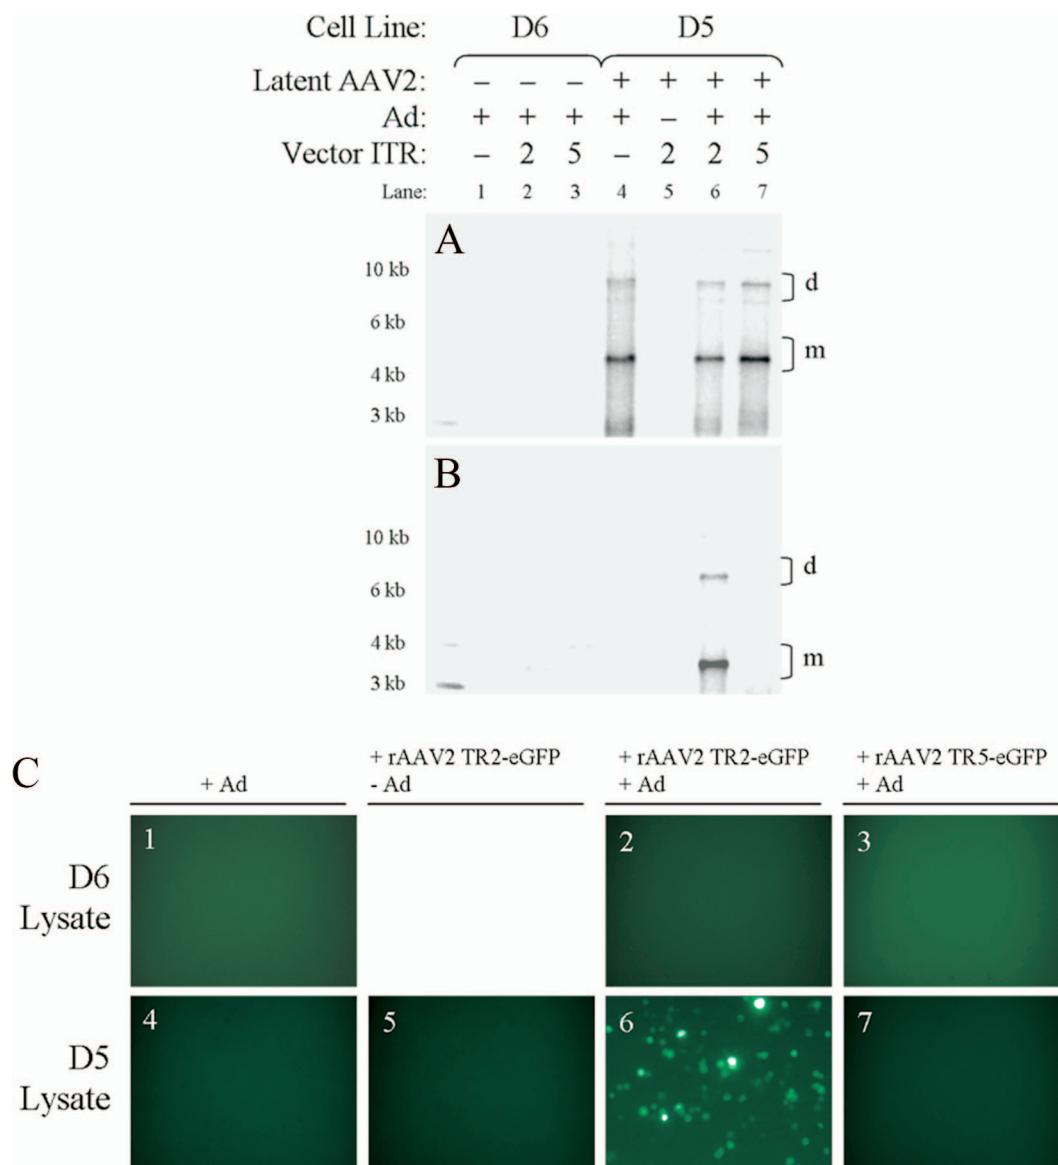 Cell Line: D6 D5
Latent AAV2: – – – + + + +
Ad: + + + + – + +
Vector ITR: – 2 5 – 2 2 5
Lane: 1 2 3 4 5 6 7
A
10 kb
d
6 kb
m
4 kb
3 kb
B
10 kb
d
6 kb
4 kb
m
3 kb
C
+ Ad
+ rAAV2 TR2-eGFP
- Ad
+ rAAV2 TR2-eGFP
+ Ad
+ rAAV2 TR5-eGFP
+ Ad
D6
Lysate
1
2
3
D5
Lysate
4
5
6
7